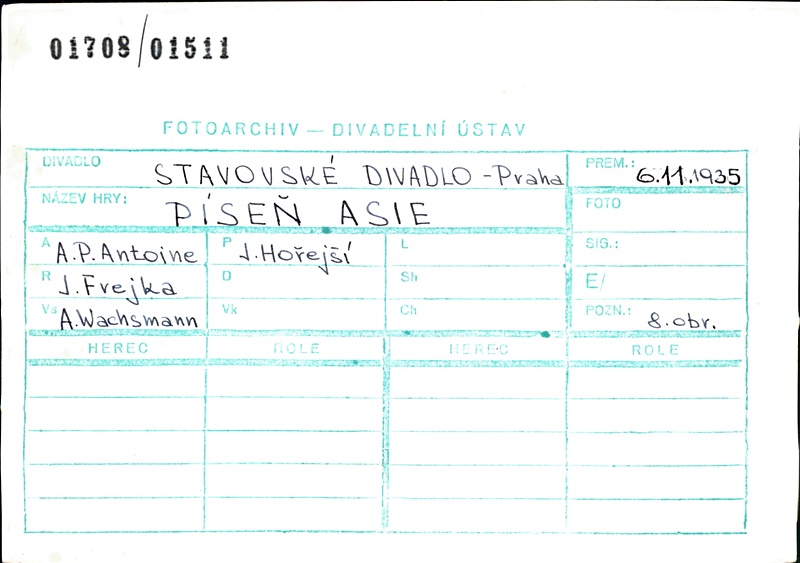 01708/01511
FOTOARCHIV — DIVADELNÍ ÚSTAV
DIVADLO STAVOVSKÉ DIVADLO - Praha PREM.: 6.11.1935
NÁZEV HRY: PÍSEŇ ASIE FOTO
A A.P. Antoine P J. Hořejší L SIG.:
R J. Frejka D Sh E/
Vs A. Wachsmann Vk Ch POZN.: 8. obr.
HEREC ROLE HEREC ROLE